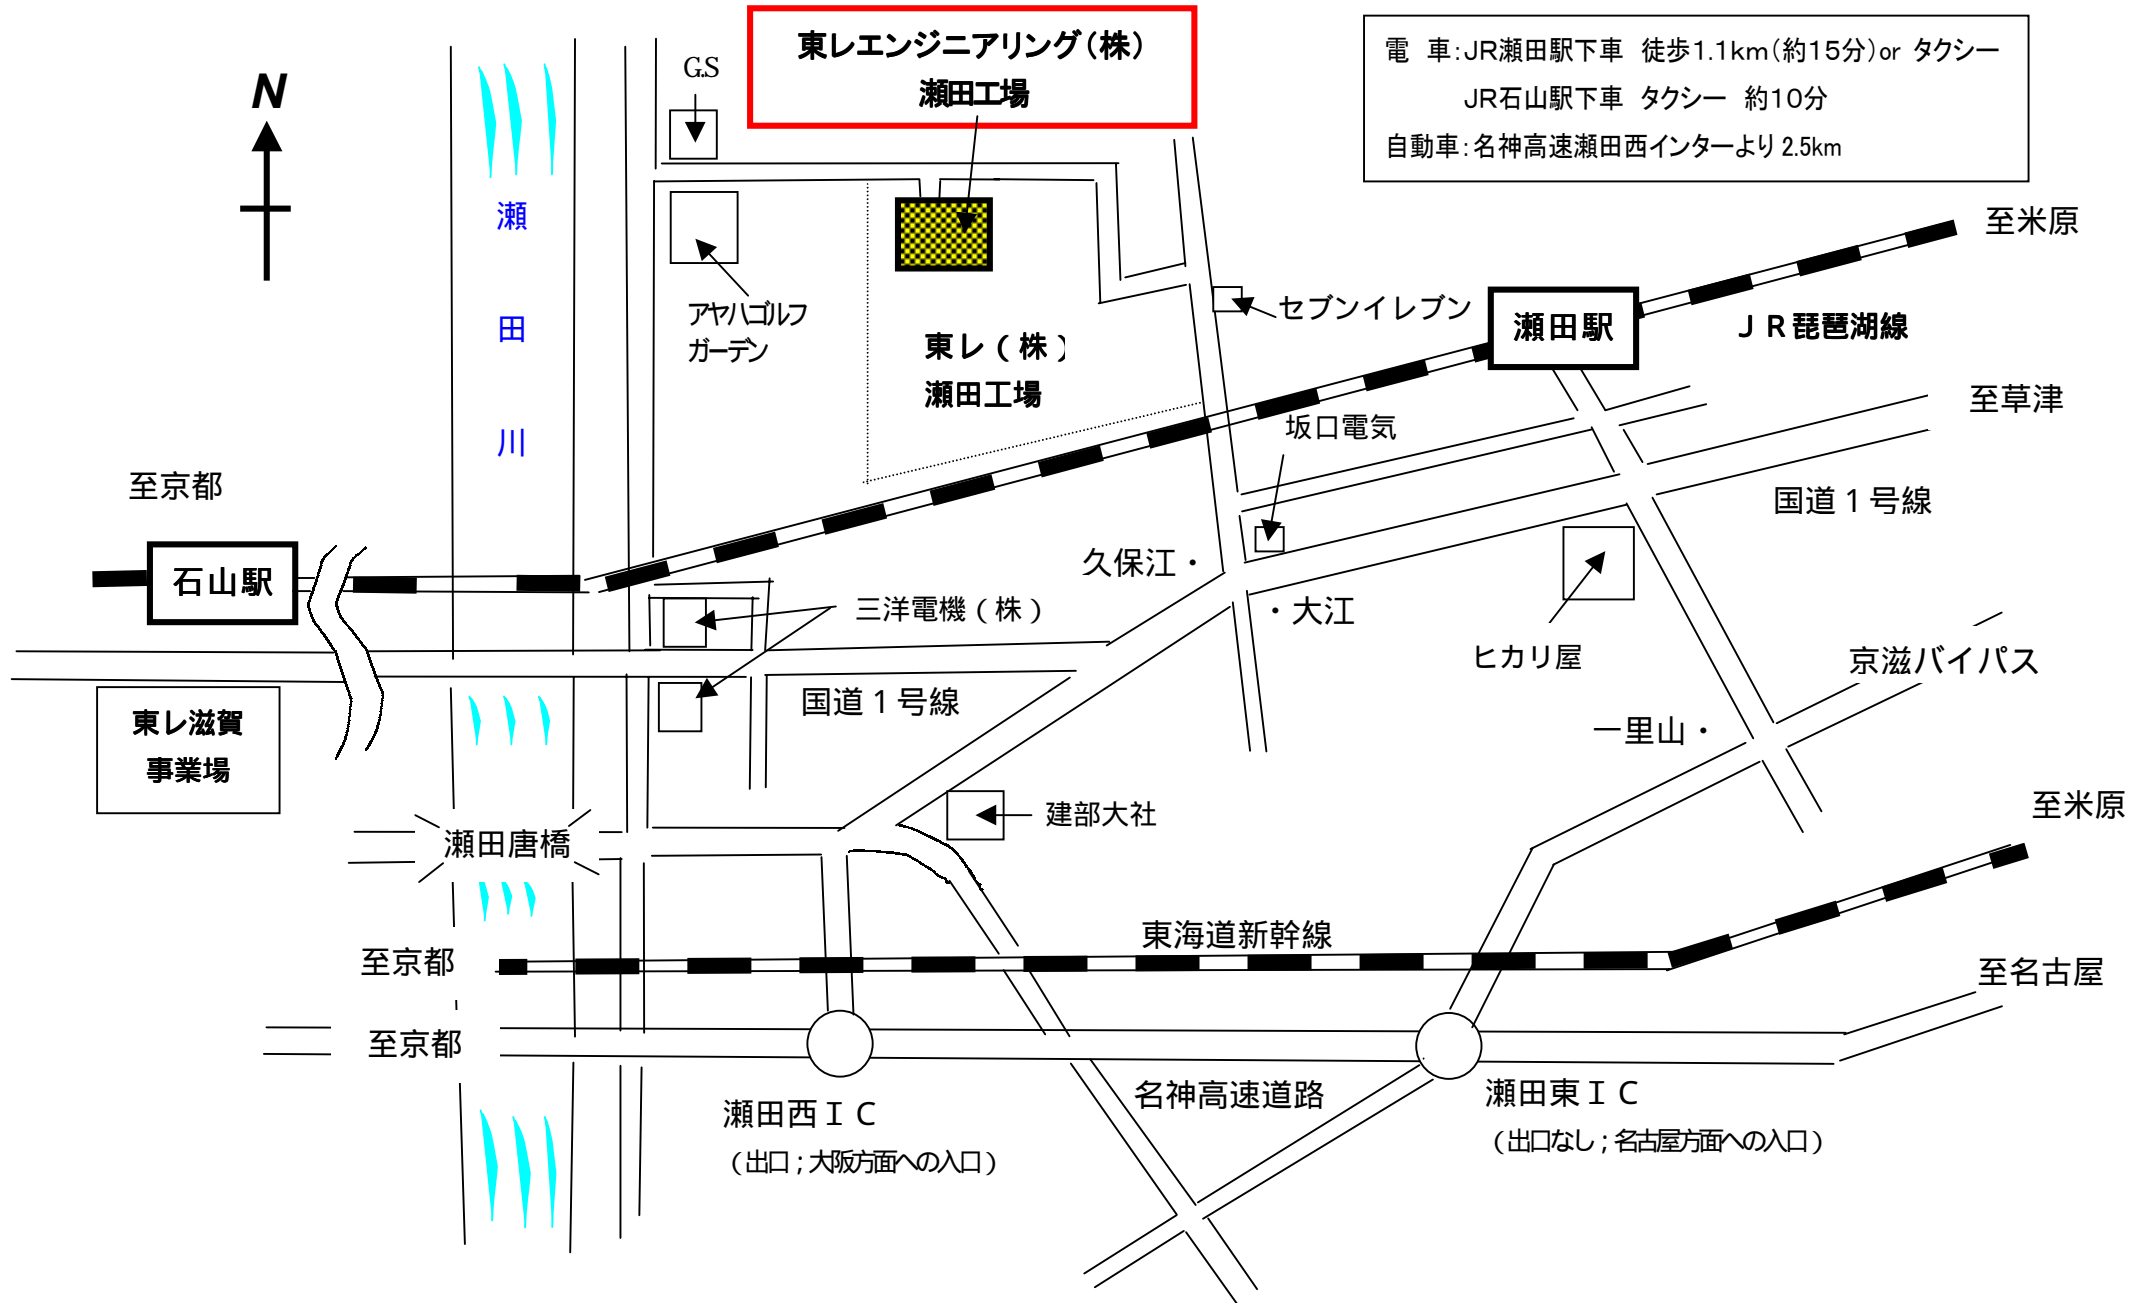 東レエンジニアリング(株)
瀬田工場
電 車:JR瀬田駅下車 徒歩1.1km(約15分)or タクシー
JR石山駅下車 タクシー 約10分
自動車:名神高速瀬田西インターより2.5km
N
G.S
瀬
田
川
アヤハゴルフ
ガーデン
東レ(株)
瀬田工場
セブンイレブン
瀬田駅
至米原
JR琵琶湖線
至草津
坂口電気
国道1号線
至京都
石山駅
久保江・
・大江
三洋電機(株)
ヒカリ屋
京滋バイパス
国道1号線
東レ滋賀
事業場
一里山・
建部大社
瀬田唐橋
至米原
東海道新幹線
至京都
至名古屋
至京都
名神高速道路
瀬田西IC
(出口;大阪方面への入口)
瀬田東IC
(出口なし;名古屋方面への入口)